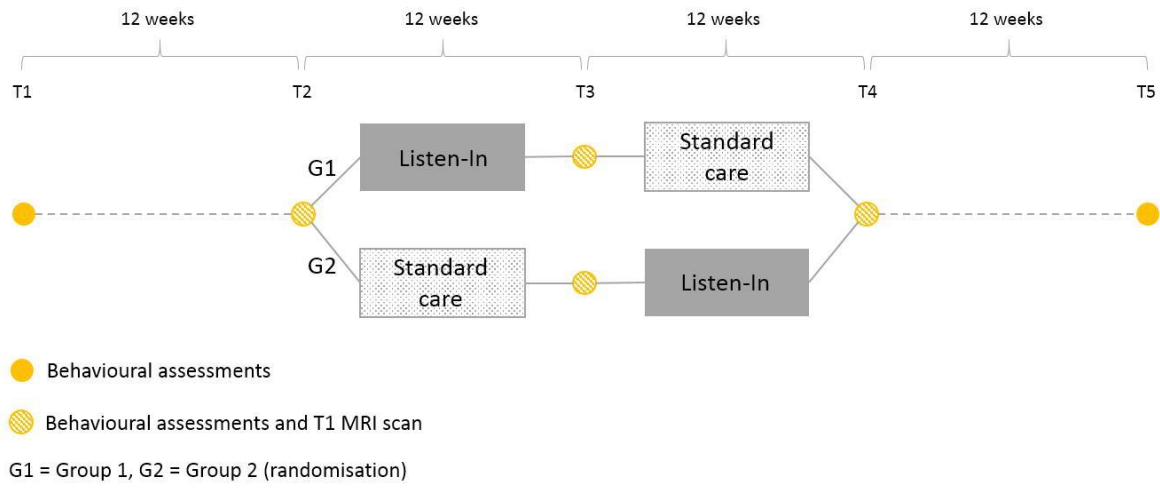 12 weeks 12 weeks 12 weeks 12 weeks
T1 T2 T3 T4 T5
G1
Listen-In
Standard
care
G2
Standard
care
Listen-In
Behavioural assessments
Behavioural assessments and T1 MRI scan
G1 = Group 1, G2 = Group 2 (randomisation)